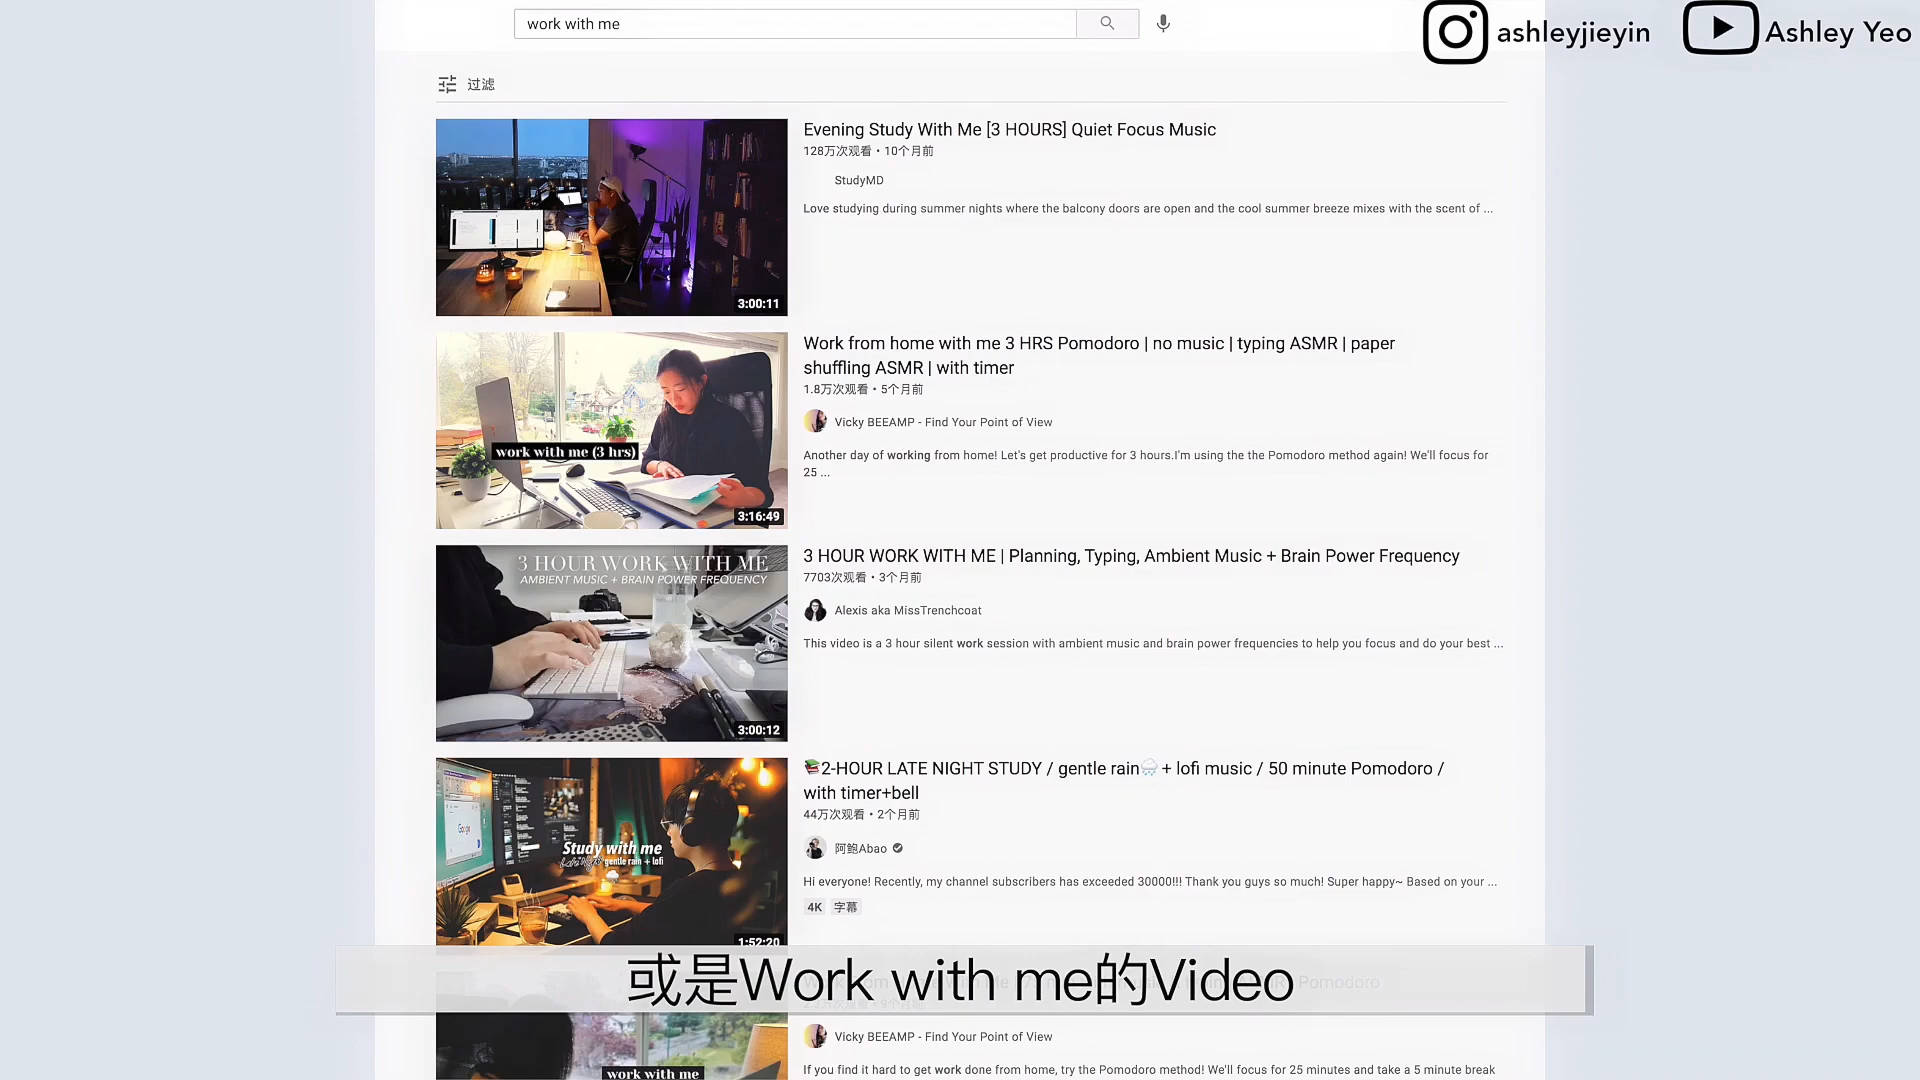 work with me
ashleyjieyin
Ashley Yeo
过滤
Evening Study With Me [3 HOURS] Quiet Focus Music
128万次观看 • 10个月前
StudyMD
Love studying during summer nights where the balcony doors are open and the cool summer breeze mixes with the scent of ...
3:00:11
Work from home with me 3 HRS Pomodoro | no music | typing ASMR | paper
shuffling ASMR | with timer
1.8万次观看 • 5个月前
Vicky BEEAMP - Find Your Point of View
Another day of working from home! Let's get productive for 3 hours.I'm using the the Pomodoro method again! We'll focus for
25 ...
work with me (3 hrs)
3:16:49
3 HOUR WORK WITH ME | Planning, Typing, Ambient Music + Brain Power Frequency
7703次观看 • 3个月前
Alexis aka MissTrenchcoat
This video is a 3 hour silent work session with ambient music and brain power frequencies to help you focus and do your best ...
3 HOUR WORK WITH ME
AMBIENT MUSIC + BRAIN POWER FREQUENCY
3:00:12
📚2-HOUR LATE NIGHT STUDY / gentle rain🌧️+ lofi music / 50 minute Pomodoro /
with timer+bell
44万次观看 • 2个月前
阿鲍Abao
Hi everyone! Recently, my channel subscribers has exceeded 30000!!! Thank you guys so much! Super happy~ Based on your ...
4K 字幕
Google
Study with me
Late Night gentle rain + lofi
1:52:20
或是Work with me的Video
Pomodoro
Vicky BEEAMP - Find Your Point of View
If you find it hard to get work done from home, try the Pomodoro method! We'll focus for 25 minutes and take a 5 minute break
work with me